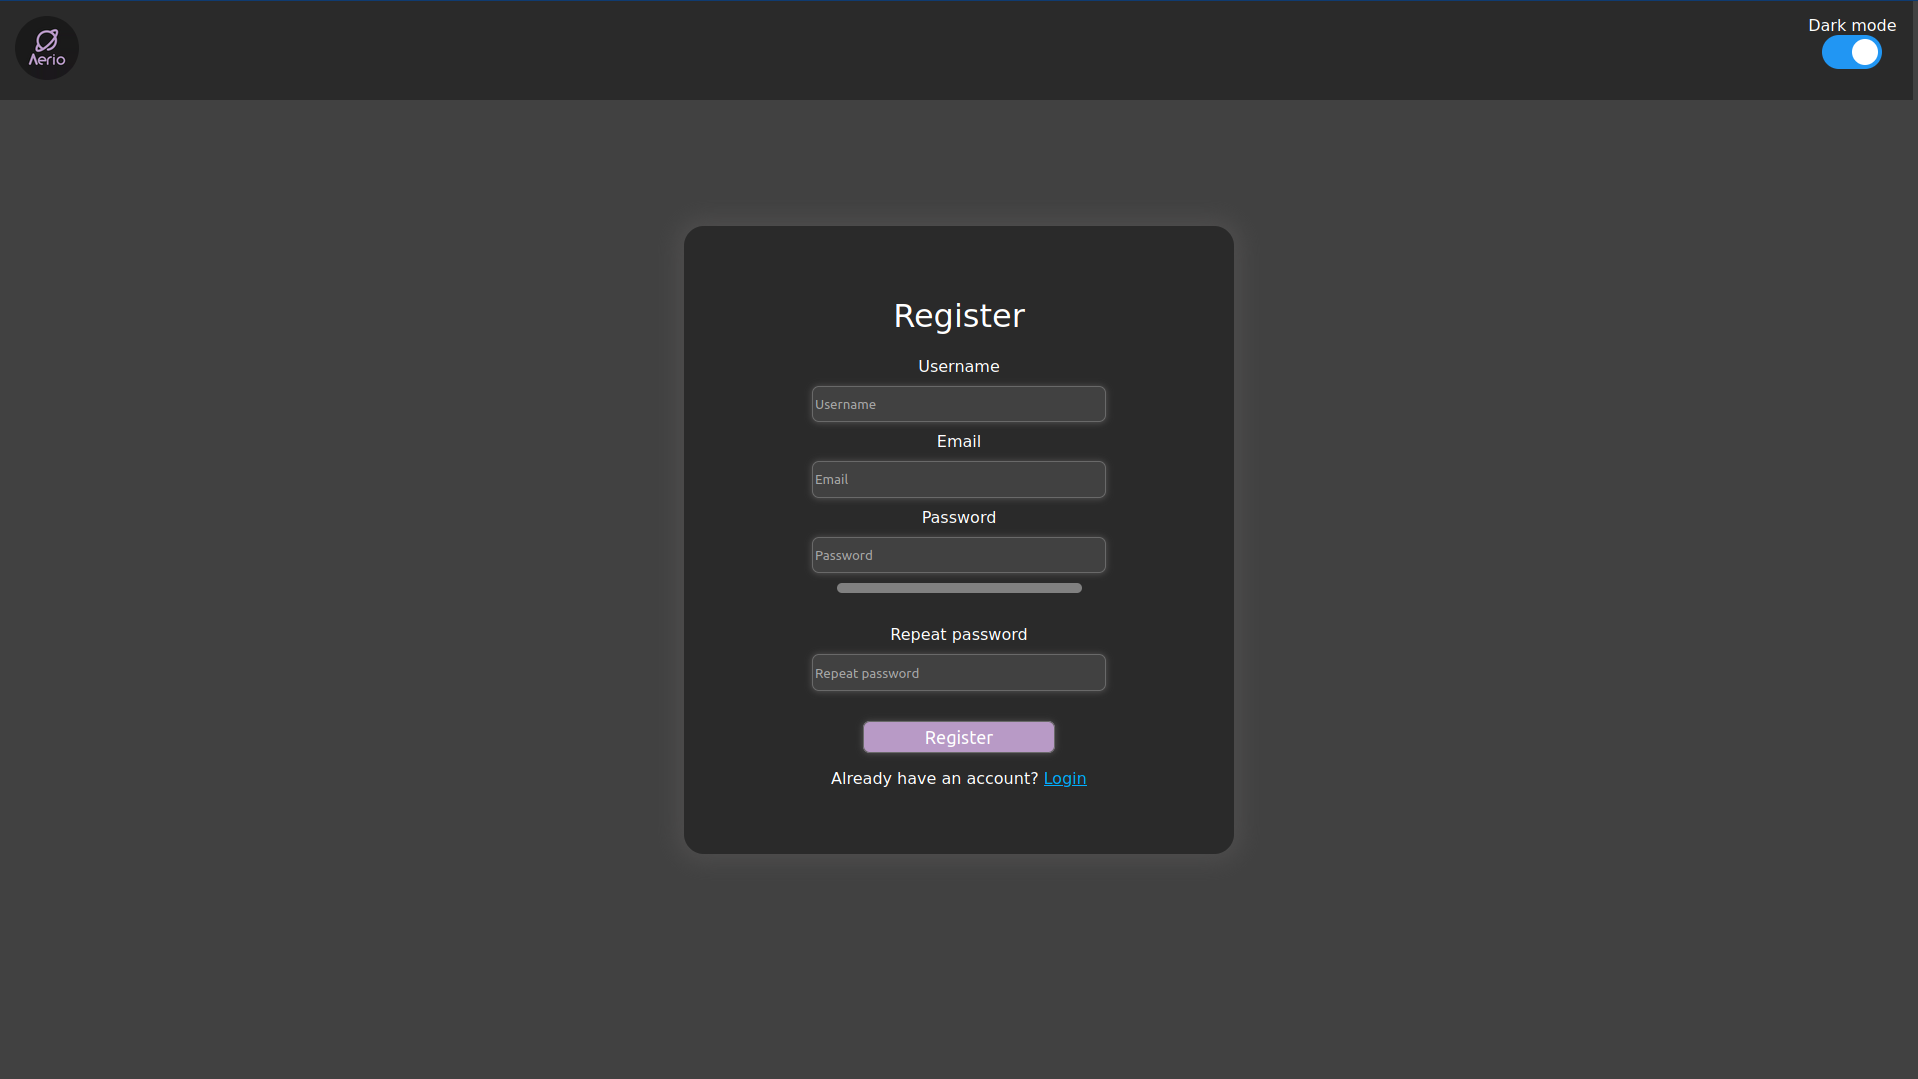 Aerio
Dark mode
Register
Username
Username
Email
Email
Password
Password
Repeat password
Repeat password
Register
Already have an account? Login